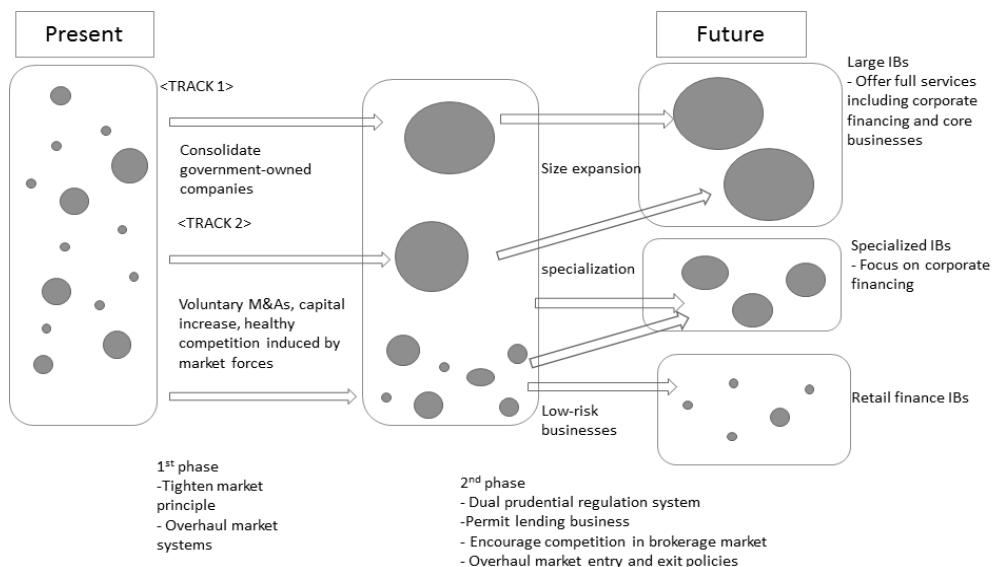 Present
Future
<TRACK 1>
Consolidate
government-owned
companies
<TRACK 2>
Voluntary M&As, capital
increase, healthy
competition induced by
market forces
Size expansion
specialization
Low-risk
businesses
Large IBs
- Offer full services
including corporate
financing and core
businesses
Specialized IBs
- Focus on corporate
financing
Retail finance IBs
1st phase
-Tighten market
principle
- Overhaul market
systems
2nd phase
- Dual prudential regulation system
-Permit lending business
- Encourage competition in brokerage market
- Overhaul market entry and exit policies